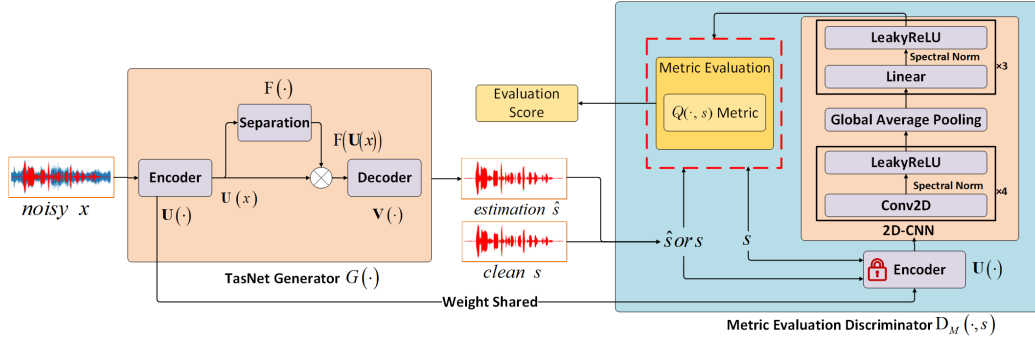 noisy x
Encoder
U(·)
U(x)
F(·)
Separation
F(U(x))
Decoder
V(·)
TasNet Generator G(·)
Weight Shared
estimation ŝ
clean s
Evaluation
Score
Metric Evaluation
Q(·, s) Metric
ŝ or s
s
LeakyReLU
Spectral Norm
×3
Linear
Global Average Pooling
LeakyReLU
Spectral Norm
×4
Conv2D
2D-CNN
Encoder
U(·)
Metric Evaluation Discriminator D_M(·, s)